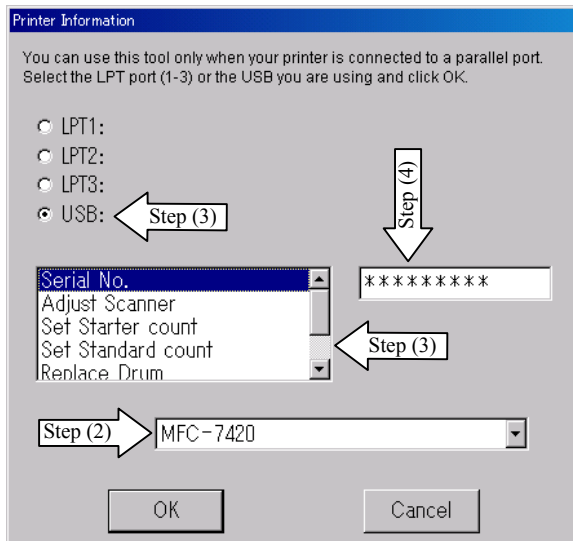 Printer Information
You can use this tool only when your printer is connected to a parallel port.
Select the LPT port (1-3) or the USB you are using and click OK.
LPT1:
LPT2:
LPT3:
USB:
Step (3)
Step (4)
Serial No.
Adjust Scanner
Set Starter count
Set Standard count
Replace Drum
*********
Step (3)
Step (2)
MFC-7420
OK
Cancel